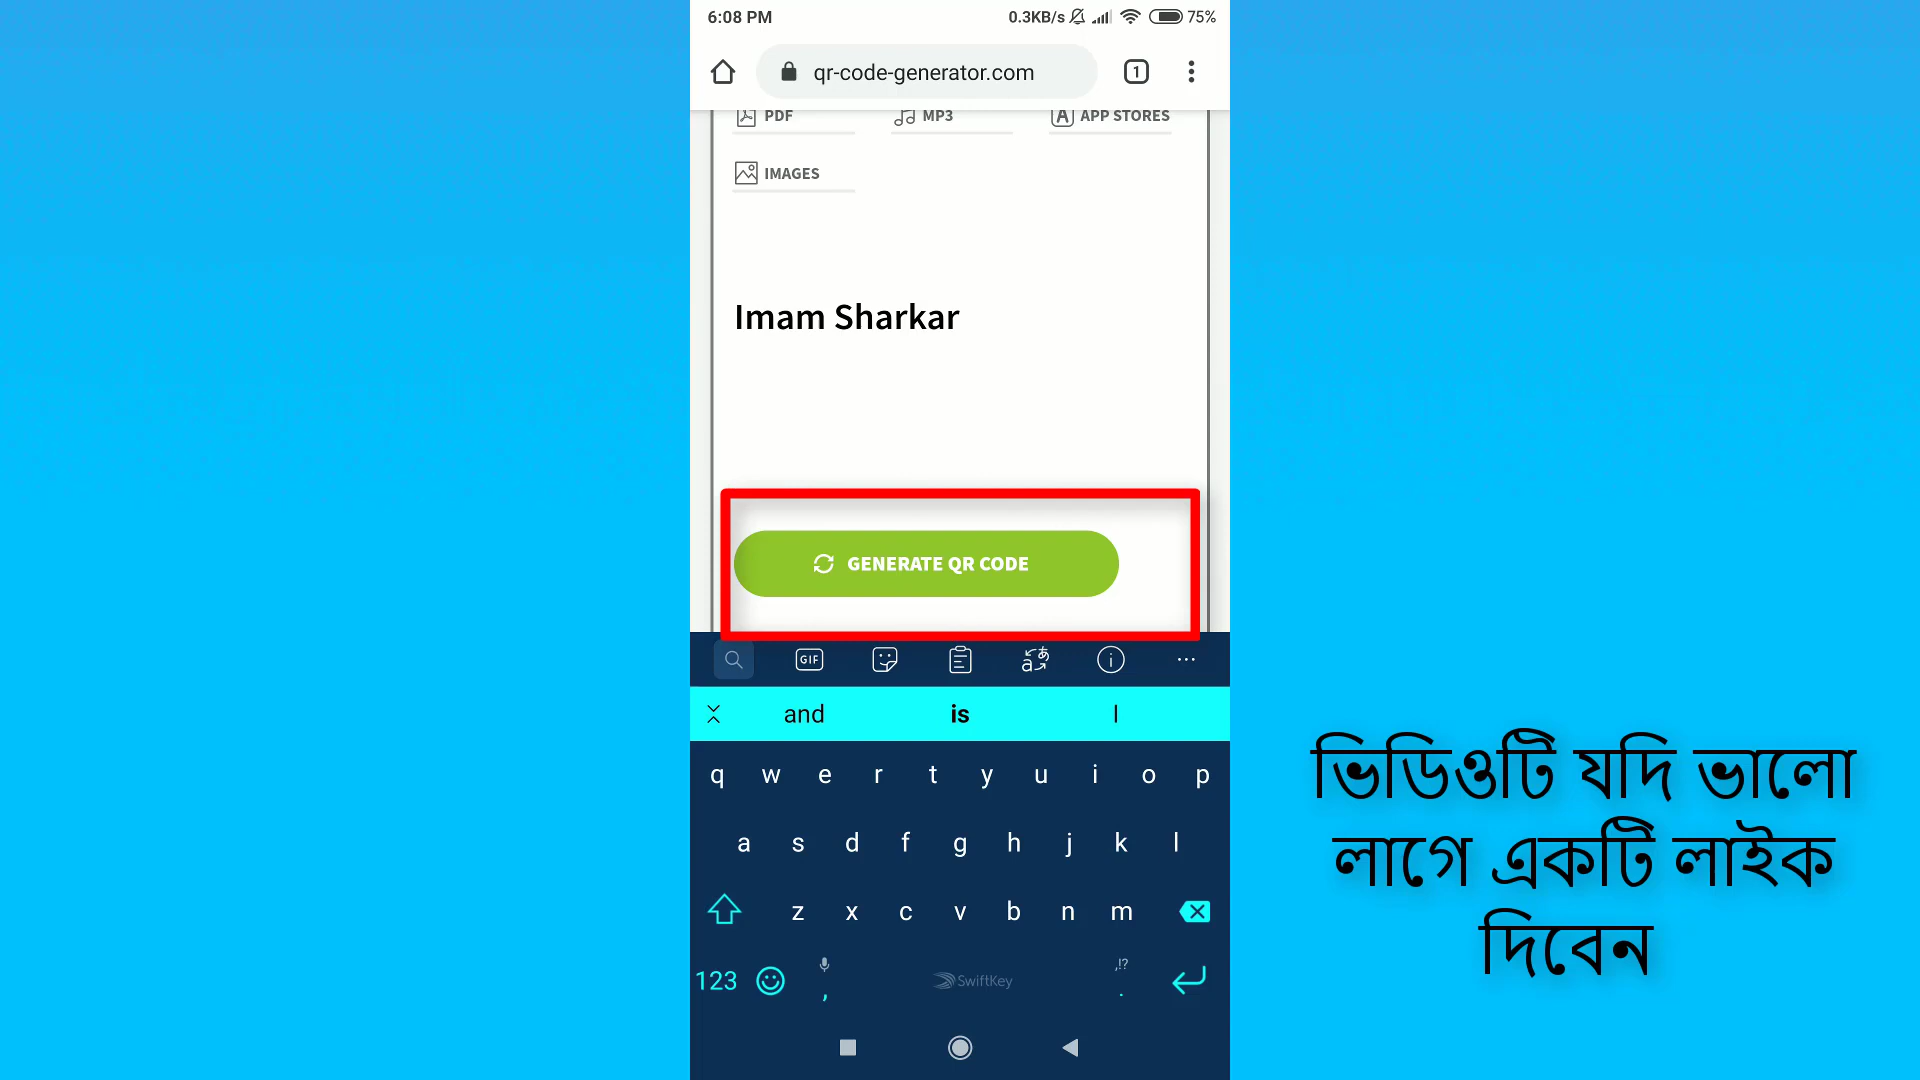 6:08 PM 0.3KB/s 75%
qr-code-generator.com 1
PDF MP3 APP STORES
IMAGES
Imam Sharkar
GENERATE QR CODE
GIF
and is I
q w e r t y u i o p
a s d f g h j k l
z x c v b n m
,!?
123 , SwiftKey .
ভিডিওটি যদি ভালো
লাগে একটি লাইক
দিবেন